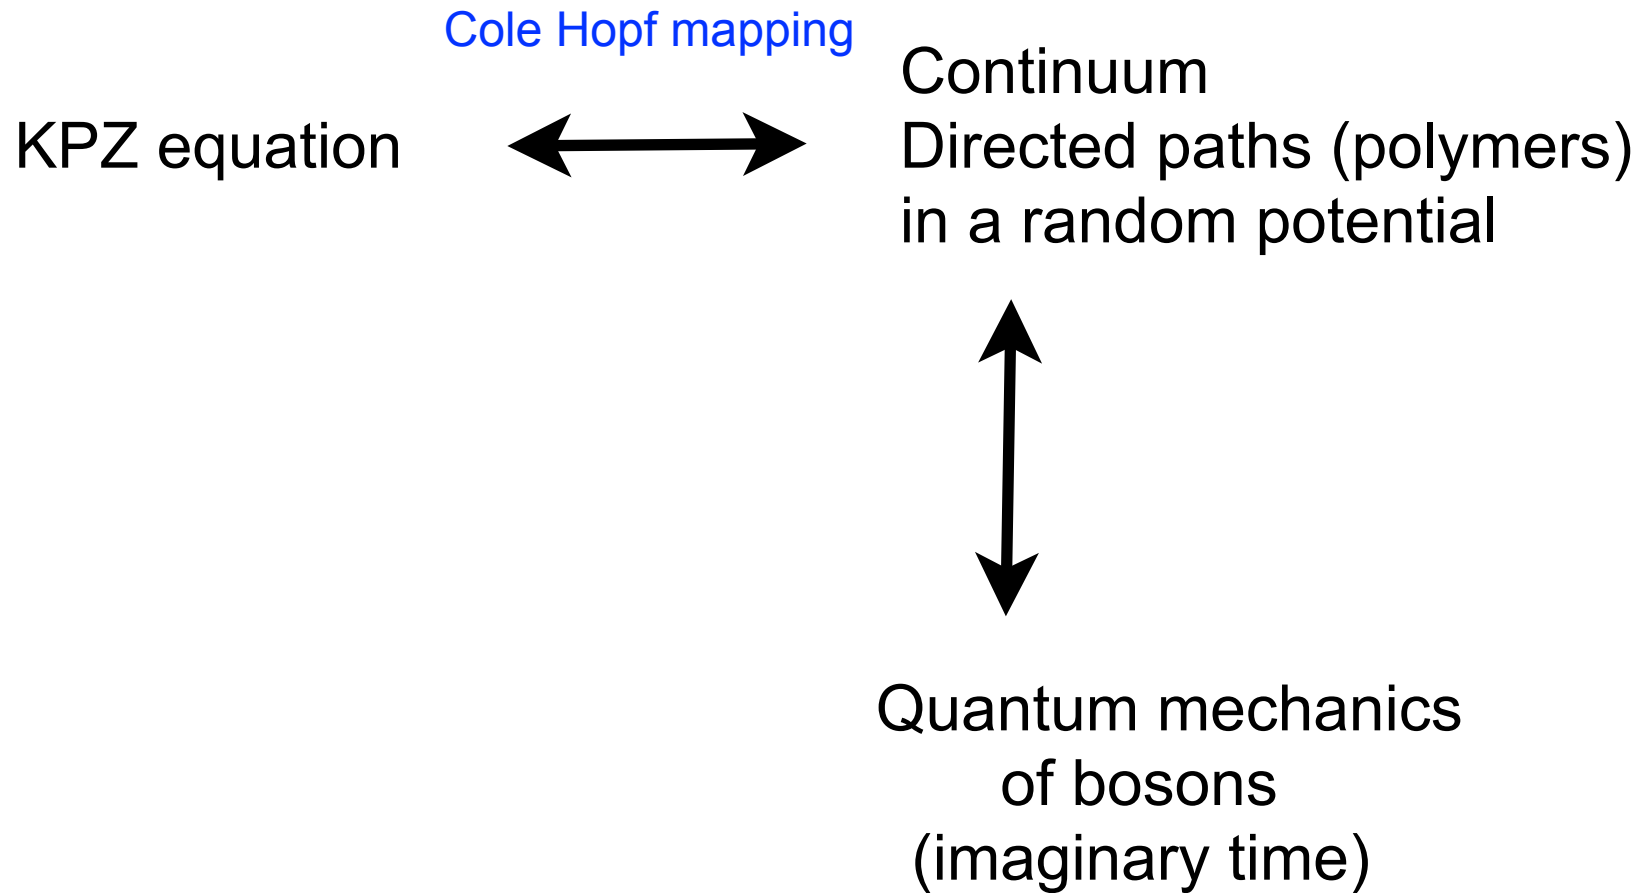 Cole Hopf mapping
KPZ equation
Continuum
Directed paths (polymers)
in a random potential
Quantum mechanics
of bosons
(imaginary time)